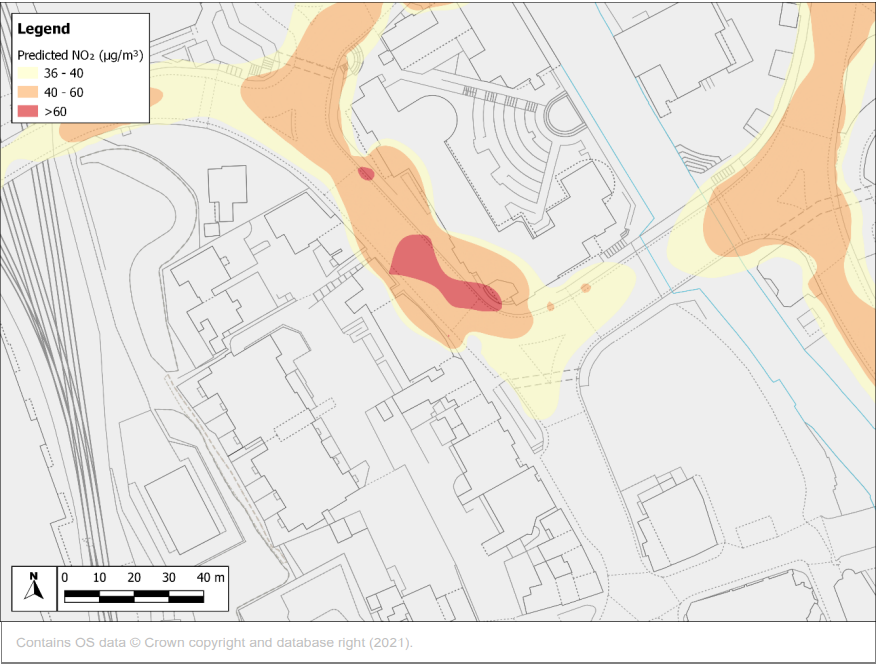 Legend
Predicted NO₂ (µg/m³)
36 - 40
40 - 60
>60
N
0 10 20 30 40 m
Contains OS data © Crown copyright and database right (2021).